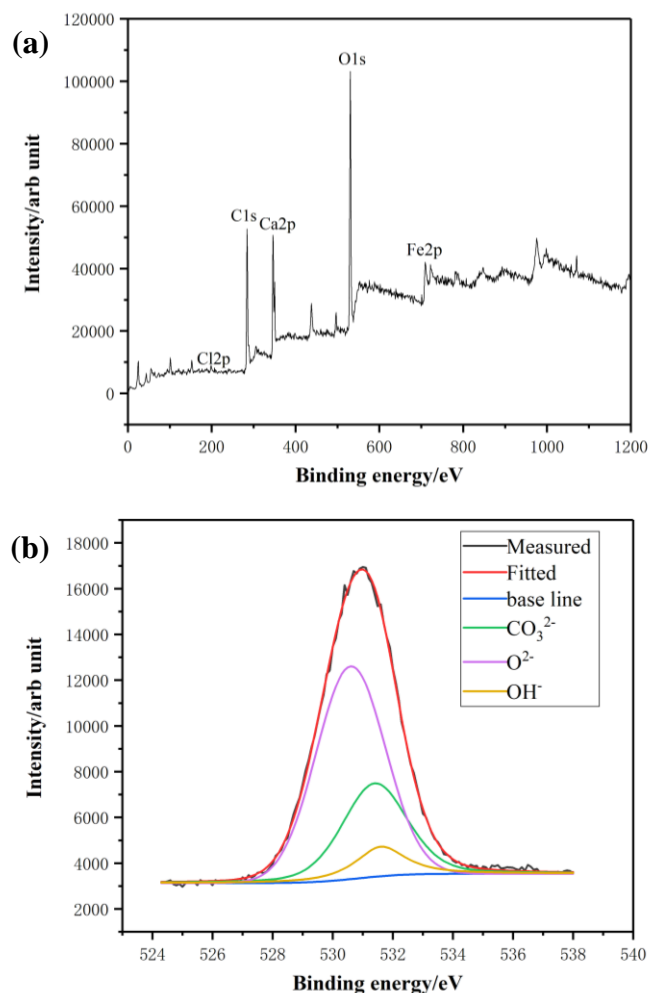 (a)
120000
100000
80000
60000
40000
20000
0
Intensity/arb unit
O1s
C1s
Ca2p
Fe2p
Cl2p
0 200 400 600 800 1000 1200
Binding energy/eV
(b)
18000
16000
14000
12000
10000
8000
6000
4000
2000
Intensity/arb unit
Measured
Fitted
base line
CO₃²⁻
O²⁻
OH⁻
524 526 528 530 532 534 536 538 540
Binding energy/eV